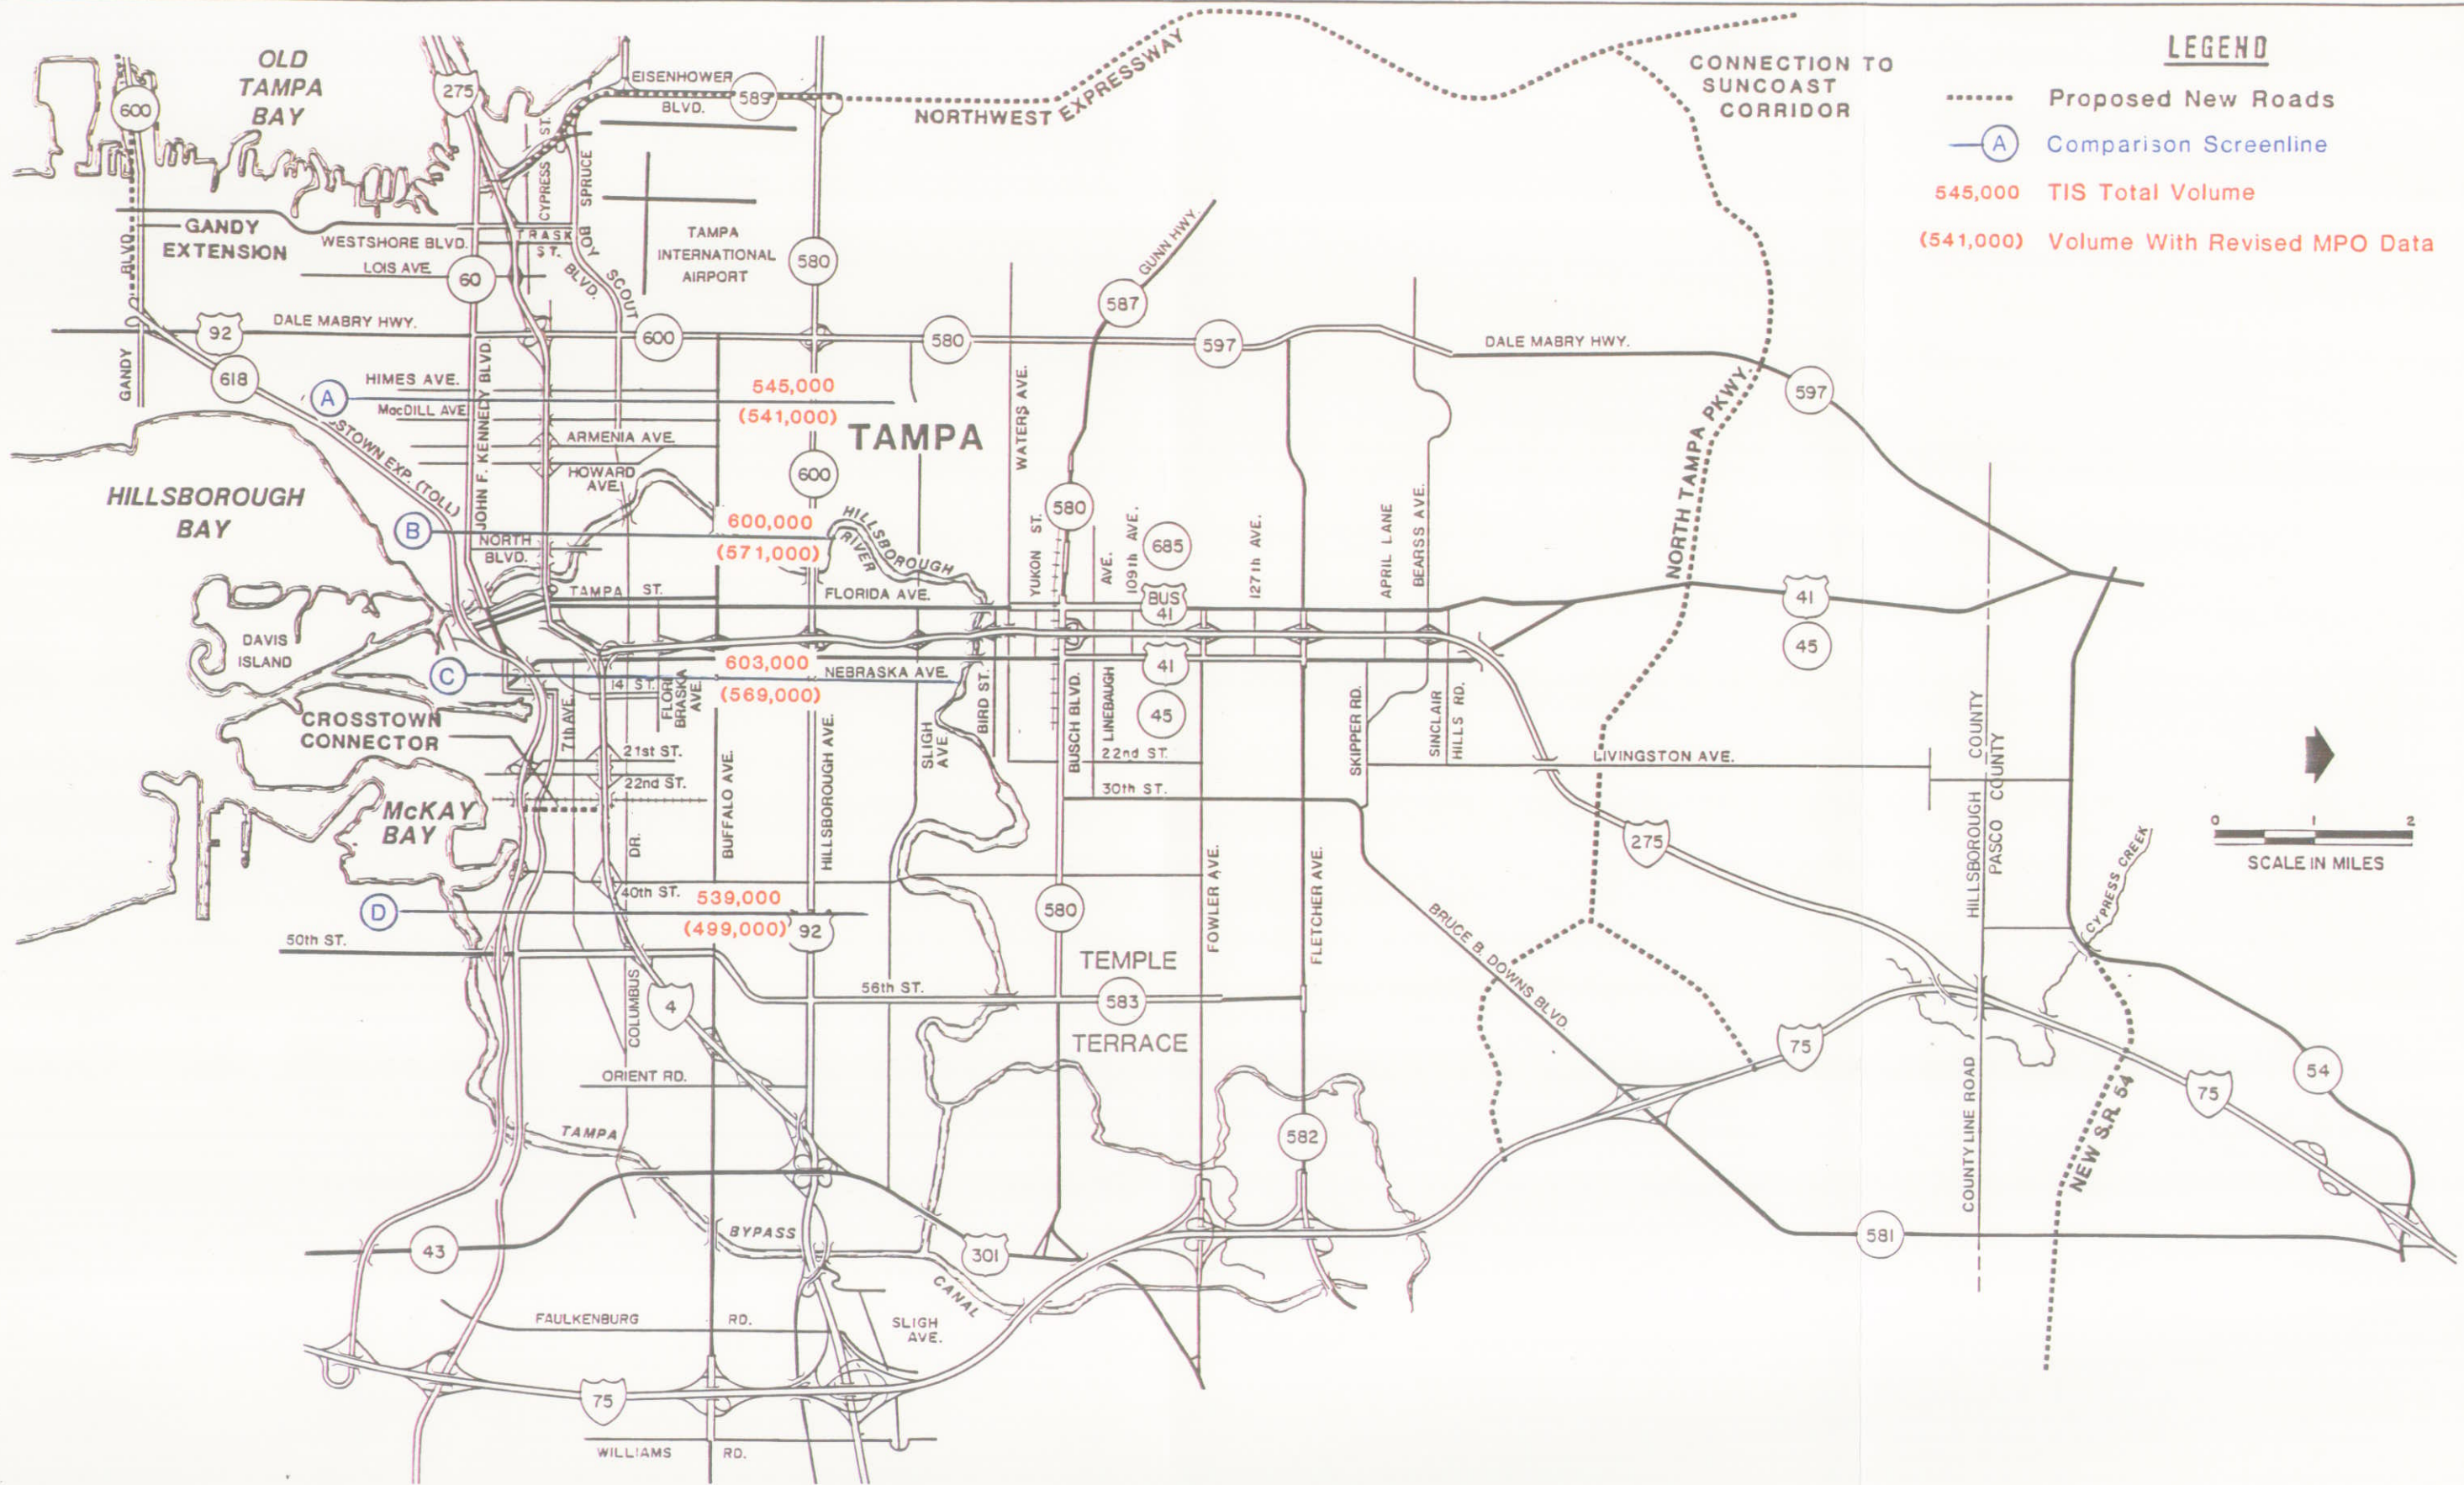 LEGEND
Proposed New Roads
A Comparison Screenline
545,000 TIS Total Volume
(541,000) Volume With Revised MPO Data
OLD
TAMPA
BAY
600
275
EISENHOWER
BLVD.
589
NORTHWEST EXPRESSWAY
CONNECTION TO
SUNCOAST
CORRIDOR
CYPRESS ST.
SPRUCE
BOY SCOUT
BLVD.
GANDY
EXTENSION
WESTSHORE BLVD.
TRASK
ST.
LOIS AVE
60
TAMPA
INTERNATIONAL
AIRPORT
580
GUNN HWY.
587
BLVD.
GANDY
92
DALE MABRY HWY.
600
580
597
DALE MABRY HWY.
597
618
HIMES AVE.
A
MacDILL AVE
JOHN F. KENNEDY BLVD.
545,000
(541,000)
TAMPA
ARMENIA AVE.
HOWARD
AVE.
600
WATERS AVE.
NORTH TAMPA PKWY.
STOWN EXP. (TOLL)
HILLSBOROUGH
BAY
B
NORTH
BLVD.
600,000
(571,000)
HILLSBOROUGH
RIVER
580
YUKON ST.
AVE.
109th AVE.
685
127th AVE.
APRIL LANE
BEARSS AVE.
TAMPA ST.
FLORIDA AVE.
BUS
41
41
45
DAVIS
ISLAND
C
603,000
(569,000)
NEBRASKA AVE.
41
45
14 ST.
FLORI
BRASKA
AVE.
7th AVE.
BIRD ST.
BUSCH BLVD.
LINEBAUGH
SKIPPER RD.
SINCLAIR
HILLS RD.
CROSSTOWN
CONNECTOR
21st ST.
22nd ST.
22nd ST.
30th ST.
LIVINGSTON AVE.
BUFFALO AVE.
HILLSBOROUGH AVE.
SLIGH
AVE.
HILLSBOROUGH COUNTY
PASCO COUNTY
McKAY
BAY
DR.
275
0 1 2
SCALE IN MILES
CYPRESS CREEK
D
40th ST.
539,000
(499,000)
92
580
FOWLER AVE.
FLETCHER AVE.
BRUCE B. DOWNS BLVD.
50th ST.
COLUMBUS
4
56th ST.
TEMPLE
583
TERRACE
75
75
54
ORIENT RD.
COUNTY LINE ROAD
NEW S.R. 54
TAMPA
582
BYPASS
43
301
581
CANAL
FAULKENBURG RD.
SLIGH
AVE.
75
WILLIAMS RD.